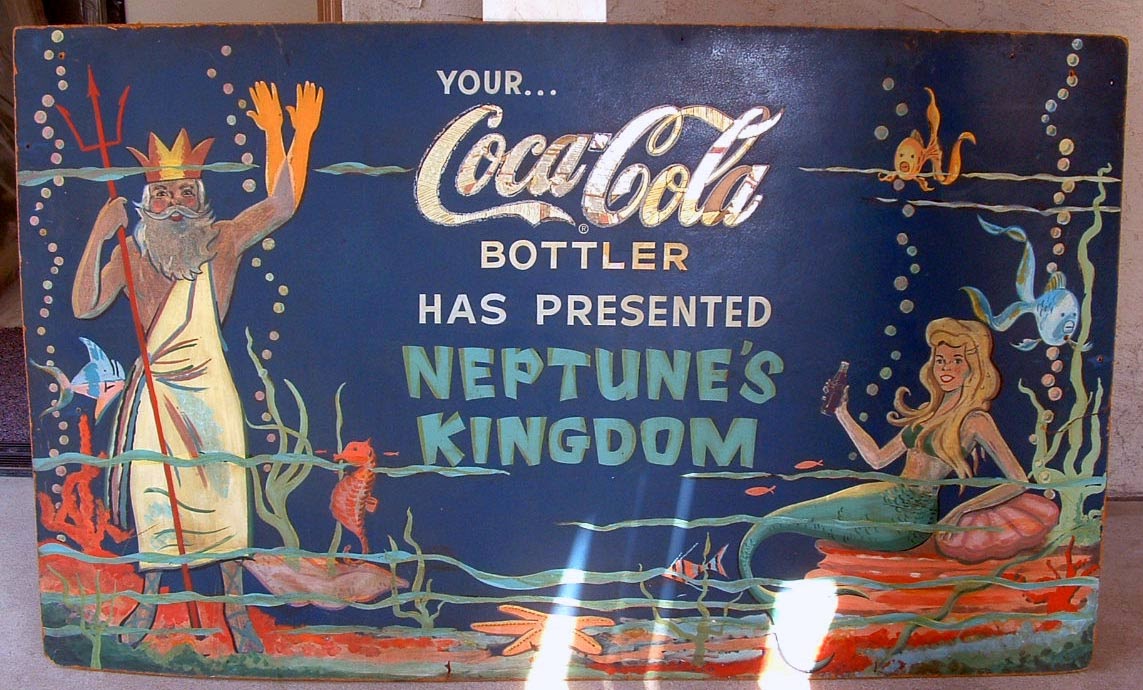 YOUR...
Coca-Cola ®
BOTTLER
HAS PRESENTED
NEPTUNE'S
KINGDOM